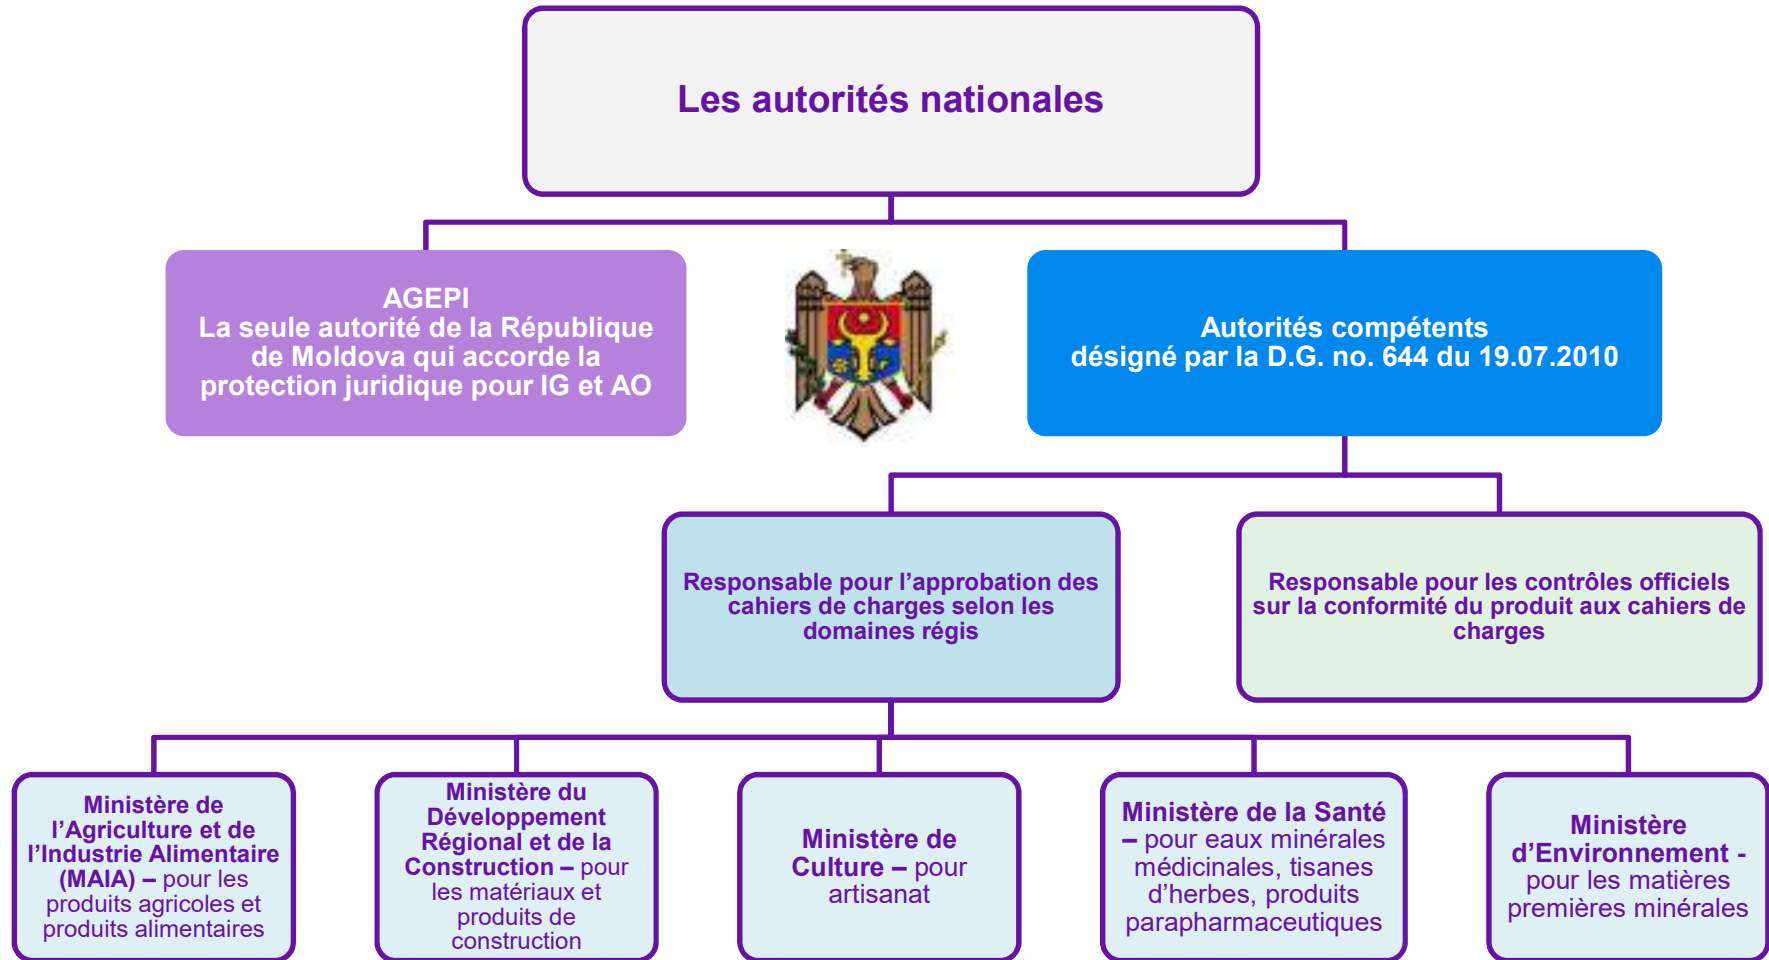 Les autorités nationales
AGEPI
La seule autorité de la République
de Moldova qui accorde la
protection juridique pour IG et AO
Autorités compétents
désigné par la D.G. no. 644 du 19.07.2010
Responsable pour l’approbation des
cahiers de charges selon les
domaines régis
Responsable pour les contrôles officiels
sur la conformité du produit aux cahiers de
charges
Ministère de
l’Agriculture et de
l’Industrie Alimentaire
(MAIA) – pour les
produits agricoles et
produits alimentaires
Ministère du
Développement
Régional et de la
Construction – pour
les matériaux et
produits de
construction
Ministère de
Culture – pour
artisanat
Ministère de la Santé
– pour eaux minérales
médicinales, tisanes
d’herbes, produits
parapharmaceutiques
Ministère
d’Environnement -
pour les matières
premières minérales